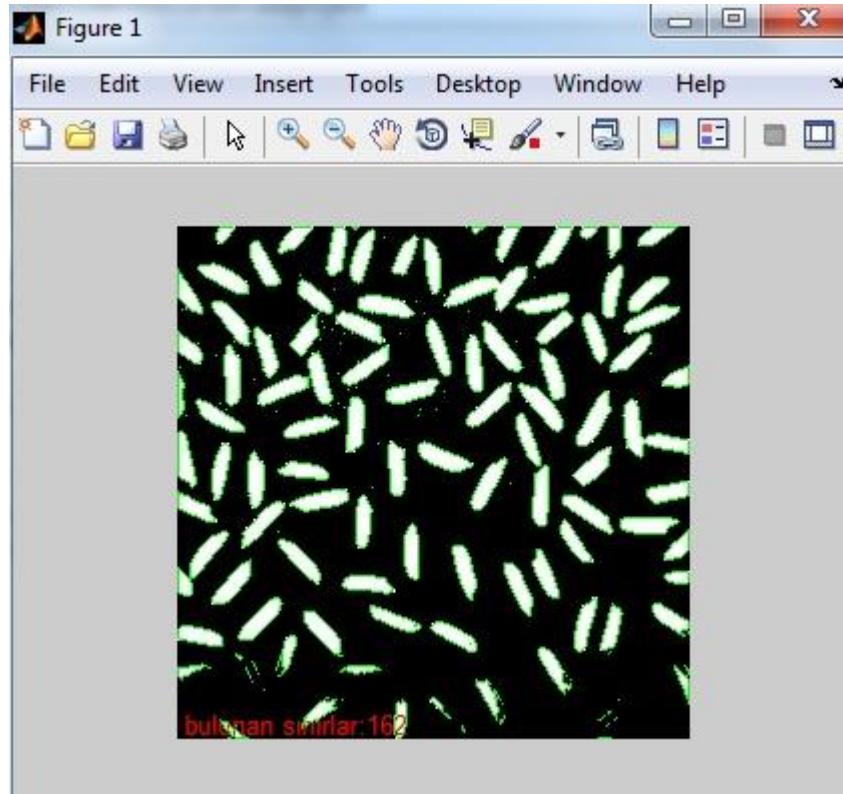 Figure 1
File Edit View Insert Tools Desktop Window Help
bulunan sınırlar:162